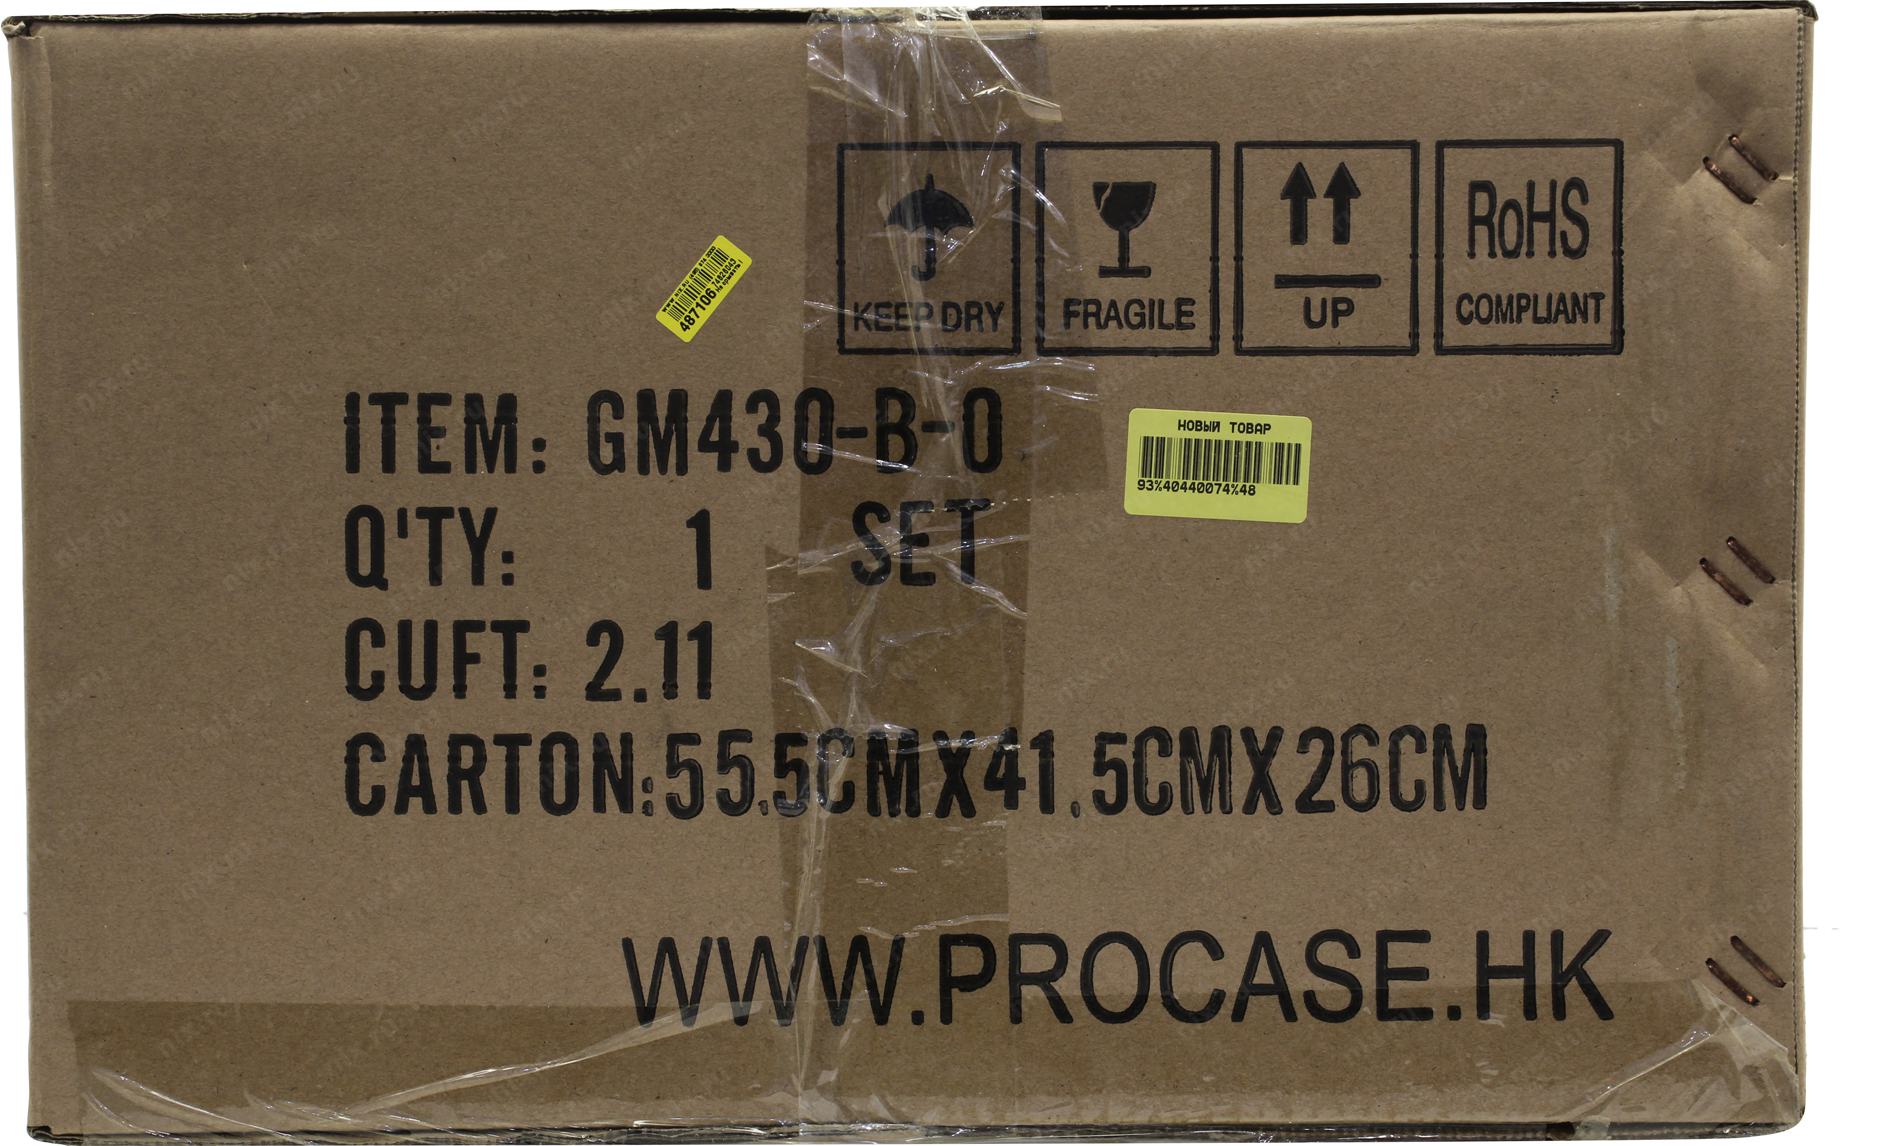 KEEP DRY
FRAGILE
UP
RoHS
COMPLIANT
487106
ITEM: GM430-B-0
НОВЫЙ ТОВАР
93%40440074%48
Q'TY: 1 SET
CUFT: 2.11
CARTON:55.5CMX41.5CMX26CM
WWW.PROCASE.HK